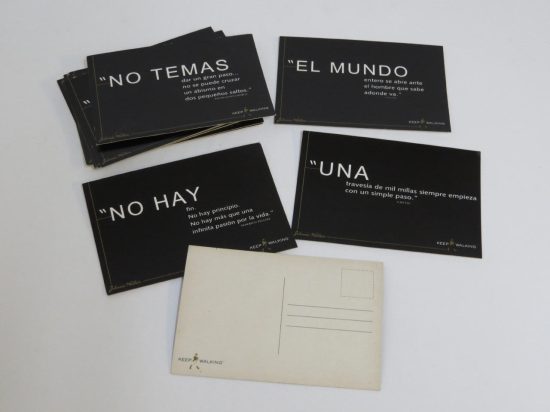 "NO TEMAS
dar un gran paso...
no se puede cruzar
un abismo en
dos pequeños saltos."
KEEP WALKING
"EL MUNDO
entero se abre ante
el hombre que sabe
adonde va."
KEEP WALKING
"NO HAY
fin.
No hay principio.
No hay más que una
infinita pasión por la vida."
KEEP WALKING
"UNA
travesía de mil millas siempre empieza
con un simple paso."
KEEP WALKING
KEEP WALKING